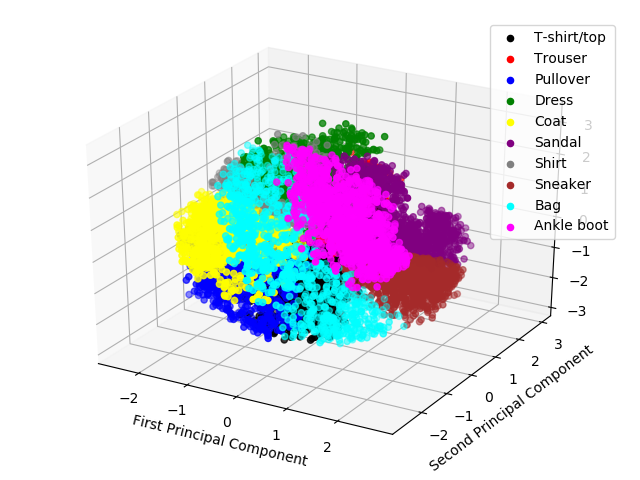 T-shirt/top
Trouser
Pullover
Dress
Coat
Sandal
Shirt
Sneaker
Bag
Ankle boot
3
2
1
0
−1
−2
−3
−2
−1
0
1
2
First Principal Component
−2
−1
0
1
2
3
Second Principal Component